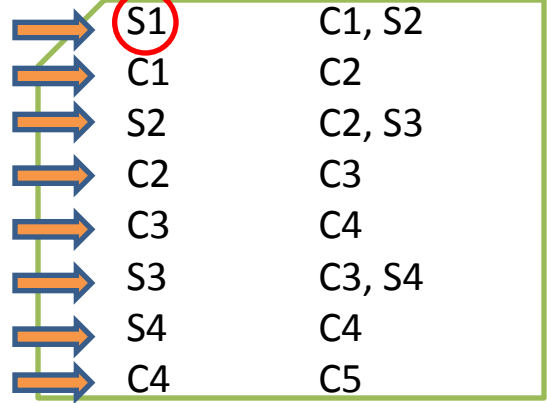 S1 C1, S2
C1 C2
S2 C2, S3
C2 C3
C3 C4
S3 C3, S4
S4 C4
C4 C5